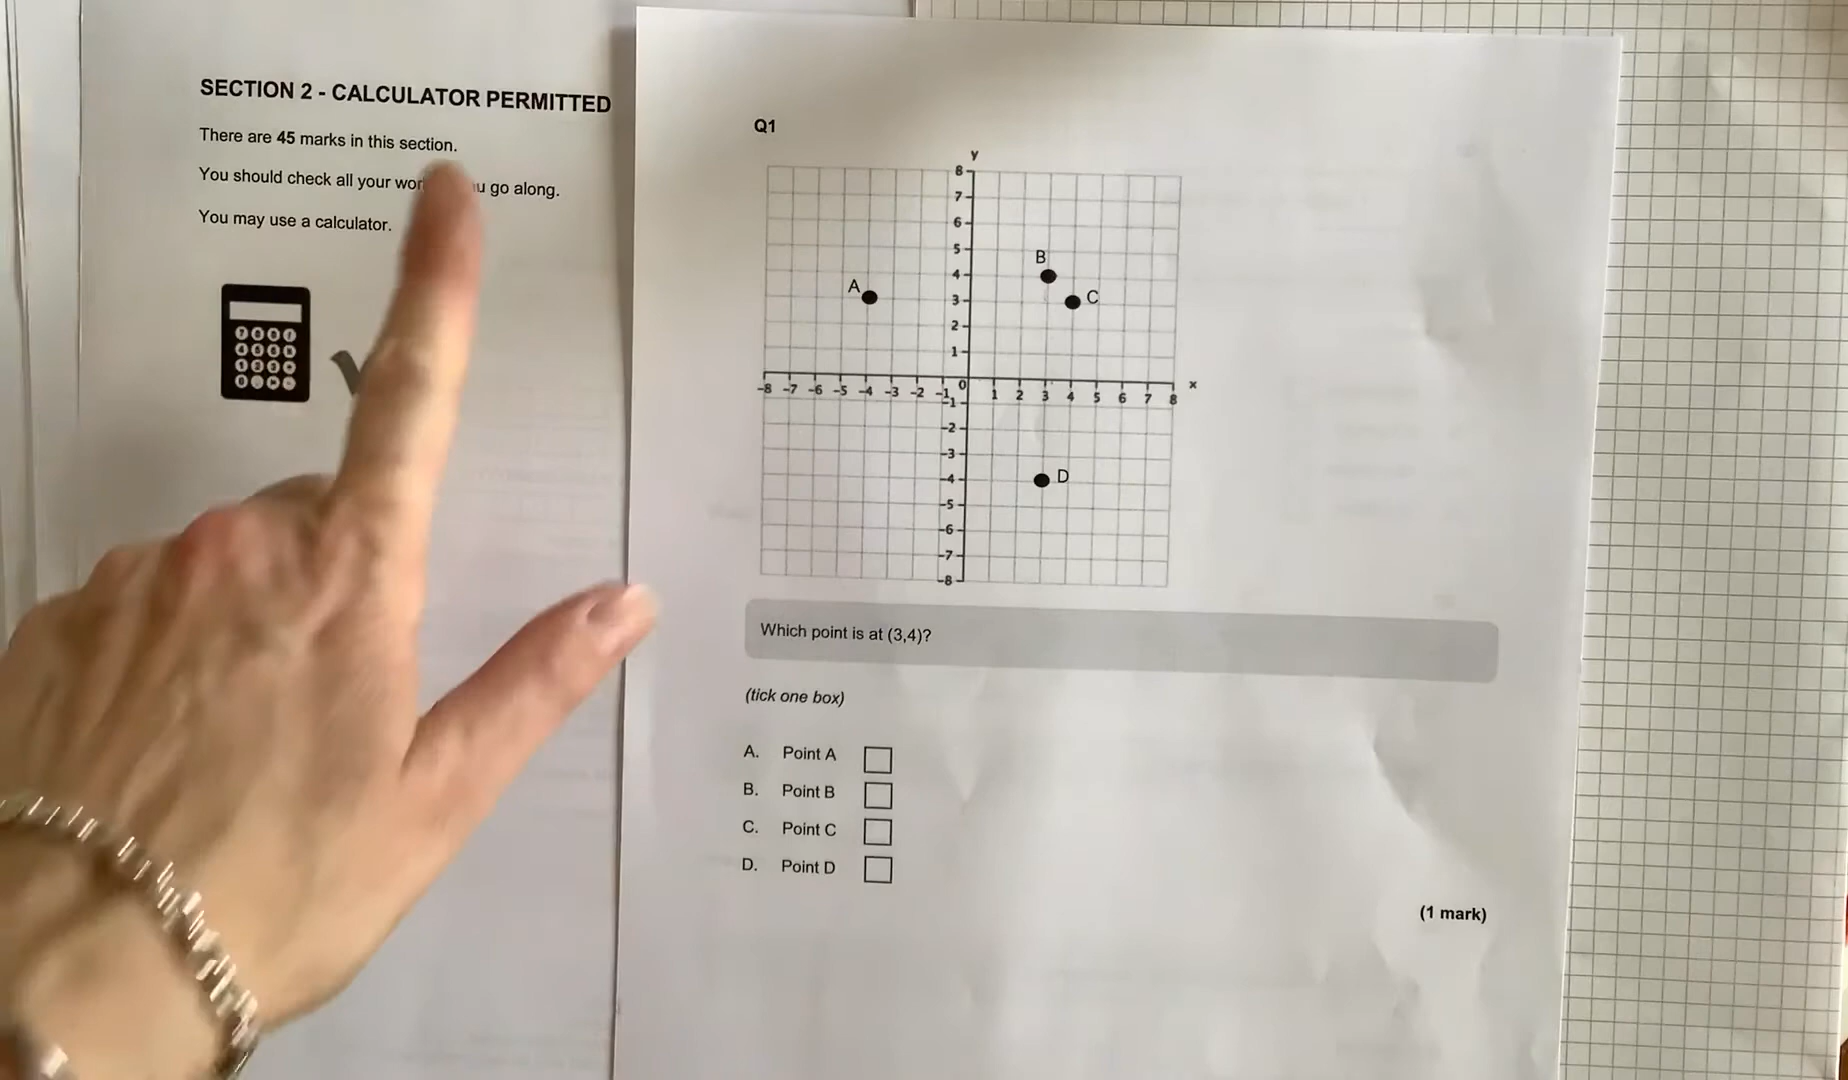 SECTION 2 - CALCULATOR PERMITTED
There are 45 marks in this section.
You should check all your wor u go along.
You may use a calculator.
Q1
y
8
7
6
5
4
3
2
1
B
A
C
-8 -7 -6 -5 -4 -3 -2 -1 0 1 2 3 4 5 6 7 8 x
-1
-2
-3
-4
-5
-6
-7
-8
D
Which point is at (3,4)?
(tick one box)
A. Point A
B. Point B
C. Point C
D. Point D
(1 mark)